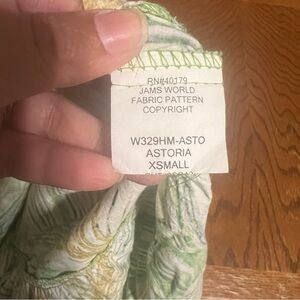 RN#40179
JAMS WORLD
FABRIC PATTERN
COPYRIGHT
W329HM-ASTO
ASTORIA
XSMALL